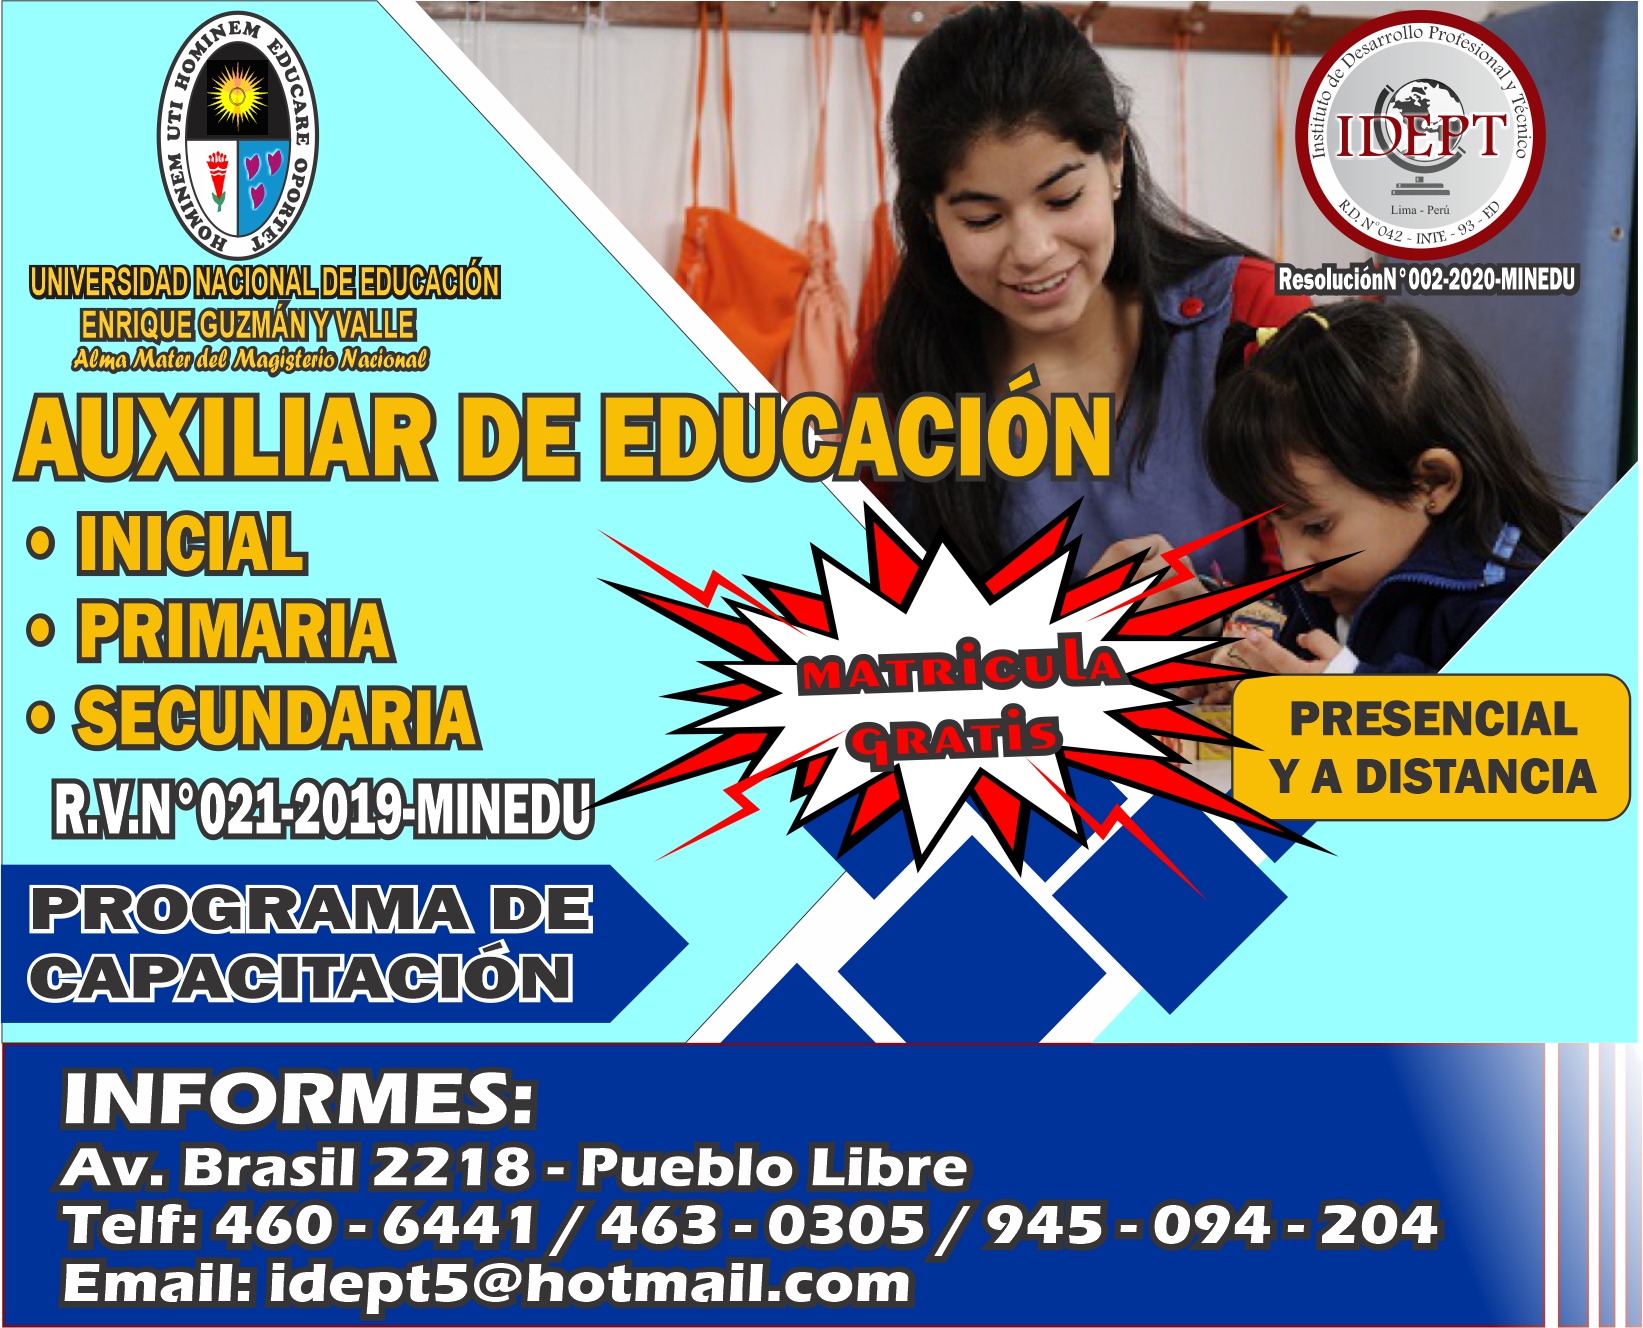 HOMINEM UTI HOMINEM EDUCARE OPORTET
UNIVERSIDAD NACIONAL DE EDUCACIÓN
ENRIQUE GUZMÁN Y VALLE
Alma Mater del Magisterio Nacional
Instituto de Desarrollo Profesional y Técnico
IDEPT
Lima - Perú
R.D. N°042 - INTE - 93 - ED
ResoluciónN°002-2020-MINEDU
AUXILIAR DE EDUCACIÓN
• INICIAL
• PRIMARIA
• SECUNDARIA
R.V.N°021-2019-MINEDU
MATRiculA
gRATiS
PRESENCIAL
Y A DISTANCIA
PROGRAMA DE
CAPACITACIÓN
INFORMES:
Av. Brasil 2218 - Pueblo Libre
Telf: 460 - 6441 / 463 - 0305 / 945 - 094 - 204
Email: idept5@hotmail.com